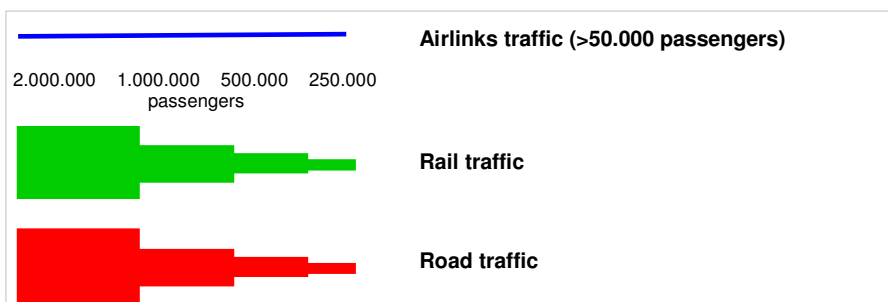 Airlinks traffic (>50.000 passengers)
2.000.000 1.000.000 500.000 250.000
passengers
Rail traffic
Road traffic